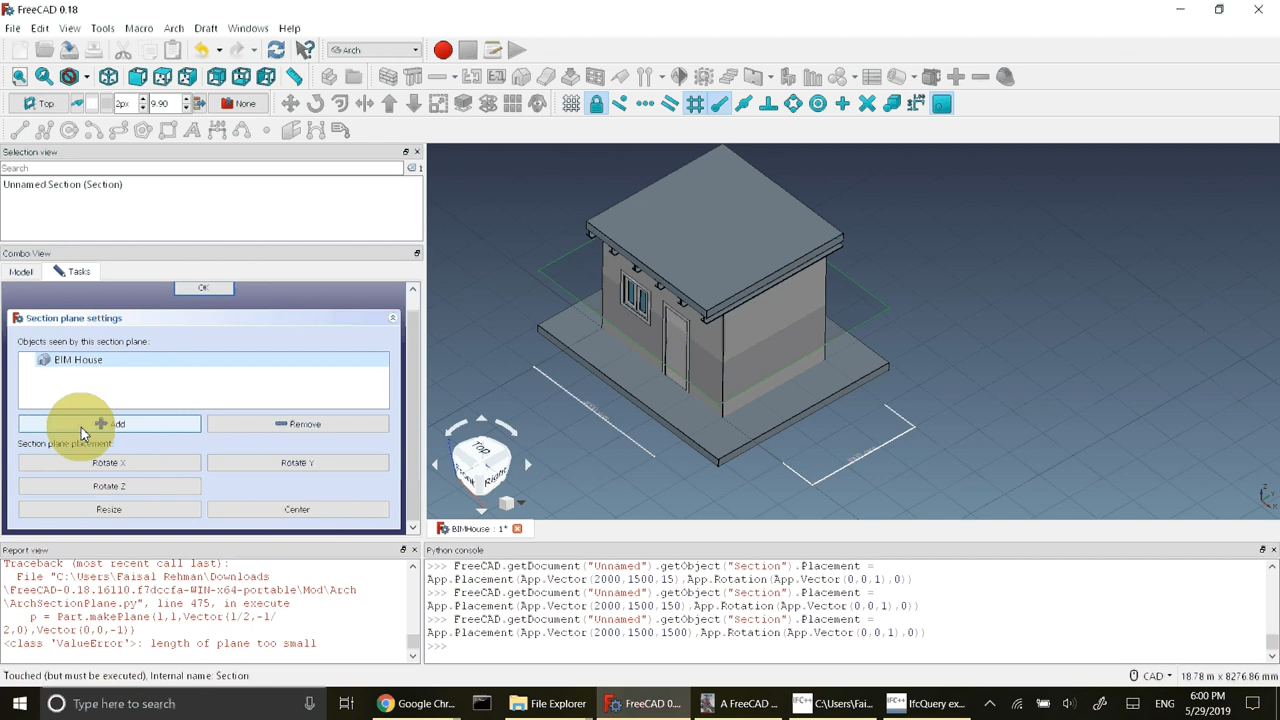 FreeCAD 0.18
File Edit View Tools Macro Arch Draft Windows Help
Arch
Top 2px 9.90 None
Selection view
Search 1
Unnamed.Section (Section)
Combo View
Model Tasks
OK
Section plane settings
Objects seen by this section plane:
BIM House
Add Remove
Section plane placement:
Rotate X Rotate Y
Rotate Z
Resize Center
Top
Front
Right
BIMHouse : 1*
Report view
Traceback (most recent call last):
File "C:\Users\Faisal Rehman\Downloads
\FreeCAD-0.18.16110.f7dccfa-WIN-x64-portable\Mod\Arch
\ArchSectionPlane.py", line 475, in execute
p = Part.makePlane(l,l,Vector(l/2,-l/
2,0),Vector(0,0,-1))
<class 'ValueError'>: length of plane too small
Python console
>>> FreeCAD.getDocument("Unnamed").getObject("Section").Placement =
App.Placement(App.Vector(2000,1500,15),App.Rotation(App.Vector(0,0,1),0))
>>> FreeCAD.getDocument("Unnamed").getObject("Section").Placement =
App.Placement(App.Vector(2000,1500,150),App.Rotation(App.Vector(0,0,1),0))
>>> FreeCAD.getDocument("Unnamed").getObject("Section").Placement =
App.Placement(App.Vector(2000,1500,1500),App.Rotation(App.Vector(0,0,1),0))
>>>
Touched (but must be executed), Internal name: Section
CAD 18.78 m x 8276.86 mm
Type here to search
Google Chr...
File Explorer
FreeCAD 0....
A FreeCAD ...
C:\Users\Fai...
IfcQuery ex...
ENG
6:00 PM
5/29/2019